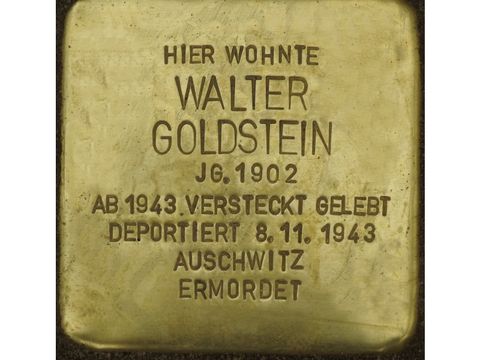 HIER WOHNTE
WALTER
GOLDSTEIN
JG. 1902
AB 1943 VERSTECKT GELEBT
DEPORTIERT 8. 11. 1943
AUSCHWITZ
ERMORDET